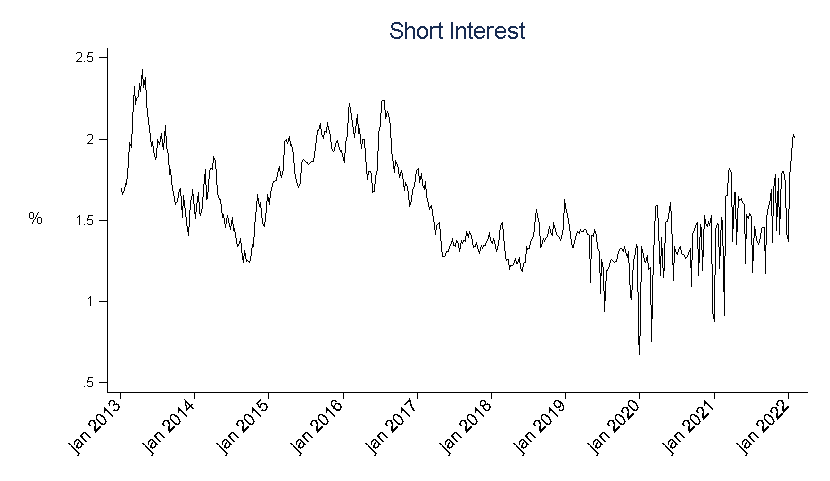 Short Interest
2.5
2
1.5
1
.5
%
Jan 2013
Jan 2014
Jan 2015
Jan 2016
Jan 2017
Jan 2018
Jan 2019
Jan 2020
Jan 2021
Jan 2022